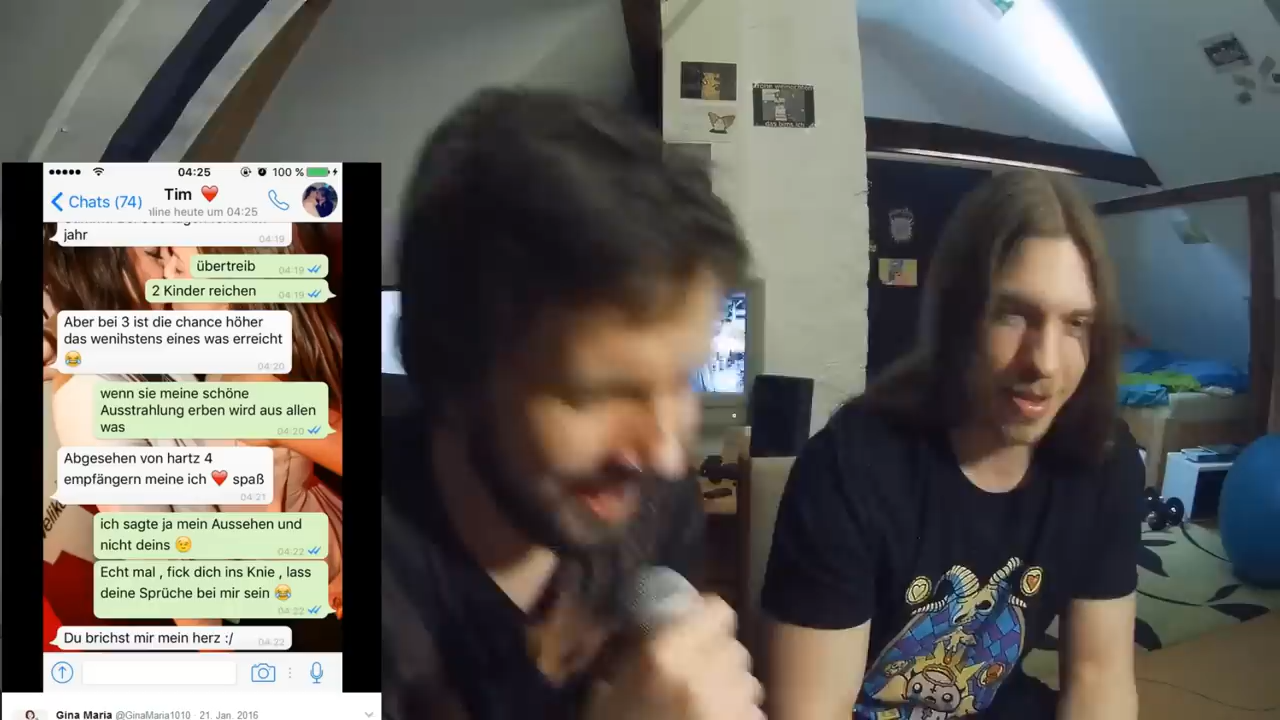 04:25
100 %
Chats (74)
Tim ❤️
online heute um 04:25
jahr
04:19
übertreib
04:19
2 Kinder reichen
04:19
Aber bei 3 ist die chance höher
das wenihstens eines was erreicht
😂
04:20
wenn sie meine schöne
Ausstrahlung erben wird aus allen
was
04:20
Abgesehen von hartz 4
empfängern meine ich ❤️ spaß
04:21
ich sagte ja mein Aussehen und
nicht deins 😉
04:22
Echt mal , fick dich ins Knie , lass
deine Sprüche bei mir sein 😂
04:22
Du brichst mir mein herz :/
04:22
Gina Maria @GinaMaria1010 · 21. Jan. 2016
das bims ich